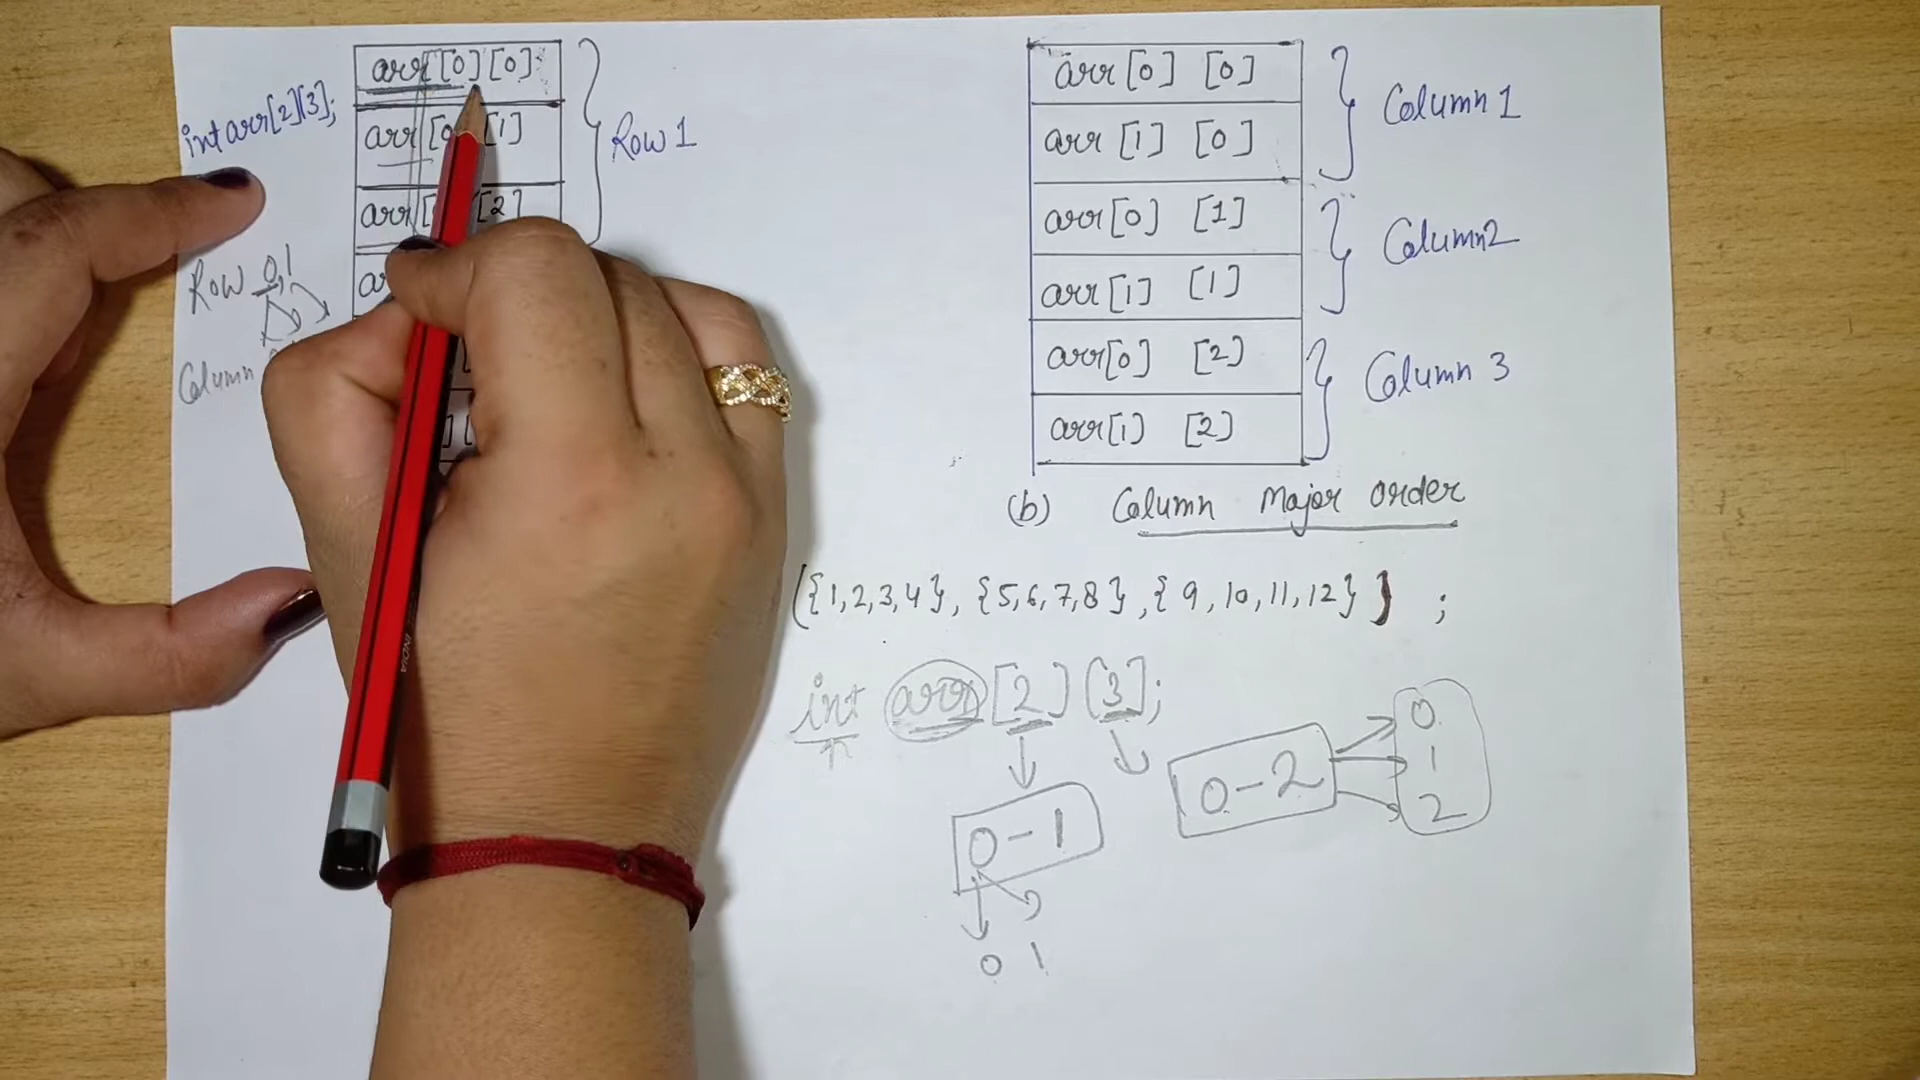 int arr[2][3];
arr[0][0]
arr [1]
arr [2]
Row 1
Row 0,1
Column
arr[0] [0]
arr [1] [0]
Column 1
arr[0] [1]
arr[1] [1]
Column2
arr[0] [2]
arr[1] [2]
Column 3
(b) Column Major Order
({1,2,3,4}, {5,6,7,8}, { 9, 10, 11, 12} } ;
int arr [2] [3];
0-1
0 1
0-2
0
1
2
INDIA